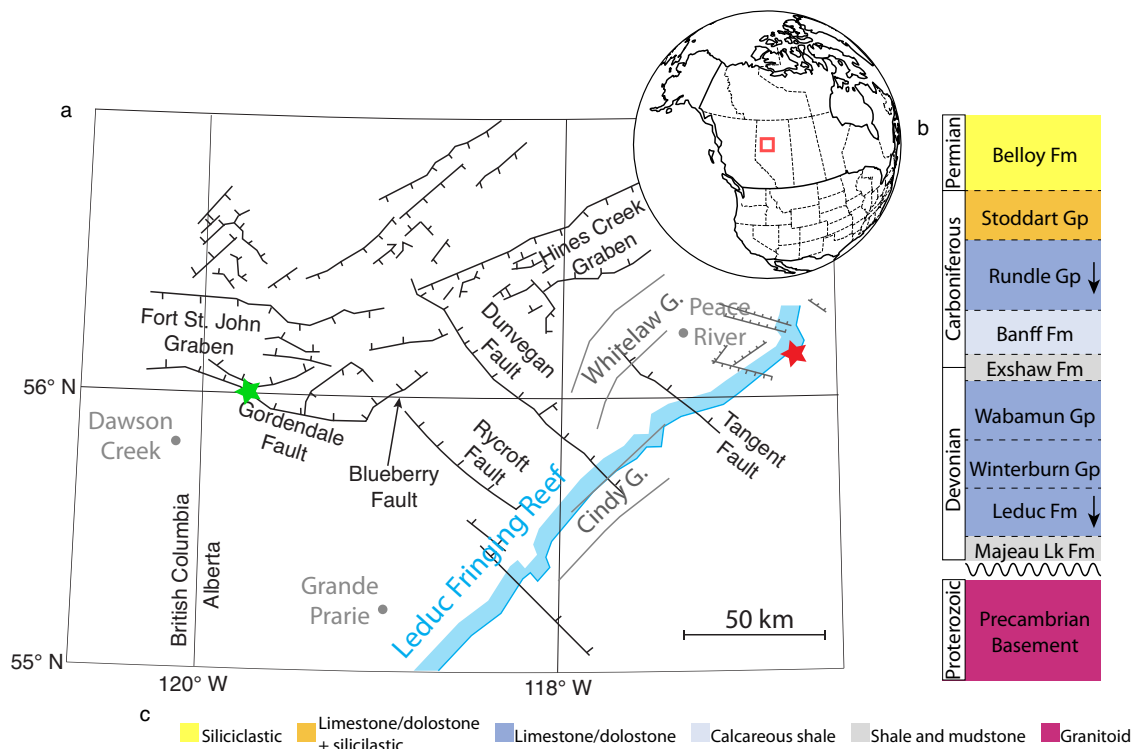 a
Hines Creek
Graben
Fort St. John
Graben
Dunvegan
Fault
Whitelaw G.
Peace
River
56° N
Dawson
Creek
Gordendale
Fault
Blueberry
Fault
Rycroft
Fault
Tangent
Fault
Cindy G.
Leduc Fringing Reef
British Columbia
Alberta
Grande
Prarie
50 km
55° N
120° W
118° W
b
Permian
Carboniferous
Devonian
Proterozoic
Belloy Fm
Stoddart Gp
Rundle Gp
Banff Fm
Exshaw Fm
Wabamun Gp
Winterburn Gp
Leduc Fm
Majeau Lk Fm
Precambrian
Basement
c
Siliciclastic
Limestone/dolostone
+ silicilastic
Limestone/dolostone
Calcareous shale
Shale and mudstone
Granitoid